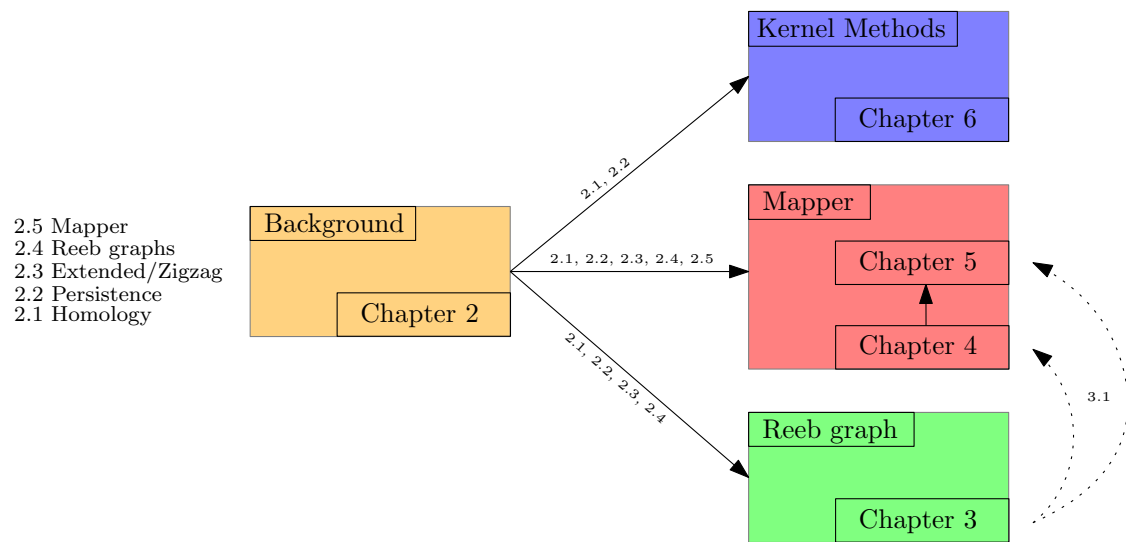 Kernel Methods
Chapter 6
2.1, 2.2
Mapper
2.5 Mapper
2.4 Reeb graphs
2.3 Extended/Zigzag
2.2 Persistence
2.1 Homology
Background
Chapter 2
2.1, 2.2, 2.3, 2.4, 2.5
Chapter 5
Chapter 4
2.1, 2.2, 2.3, 2.4
3.1
Reeb graph
Chapter 3